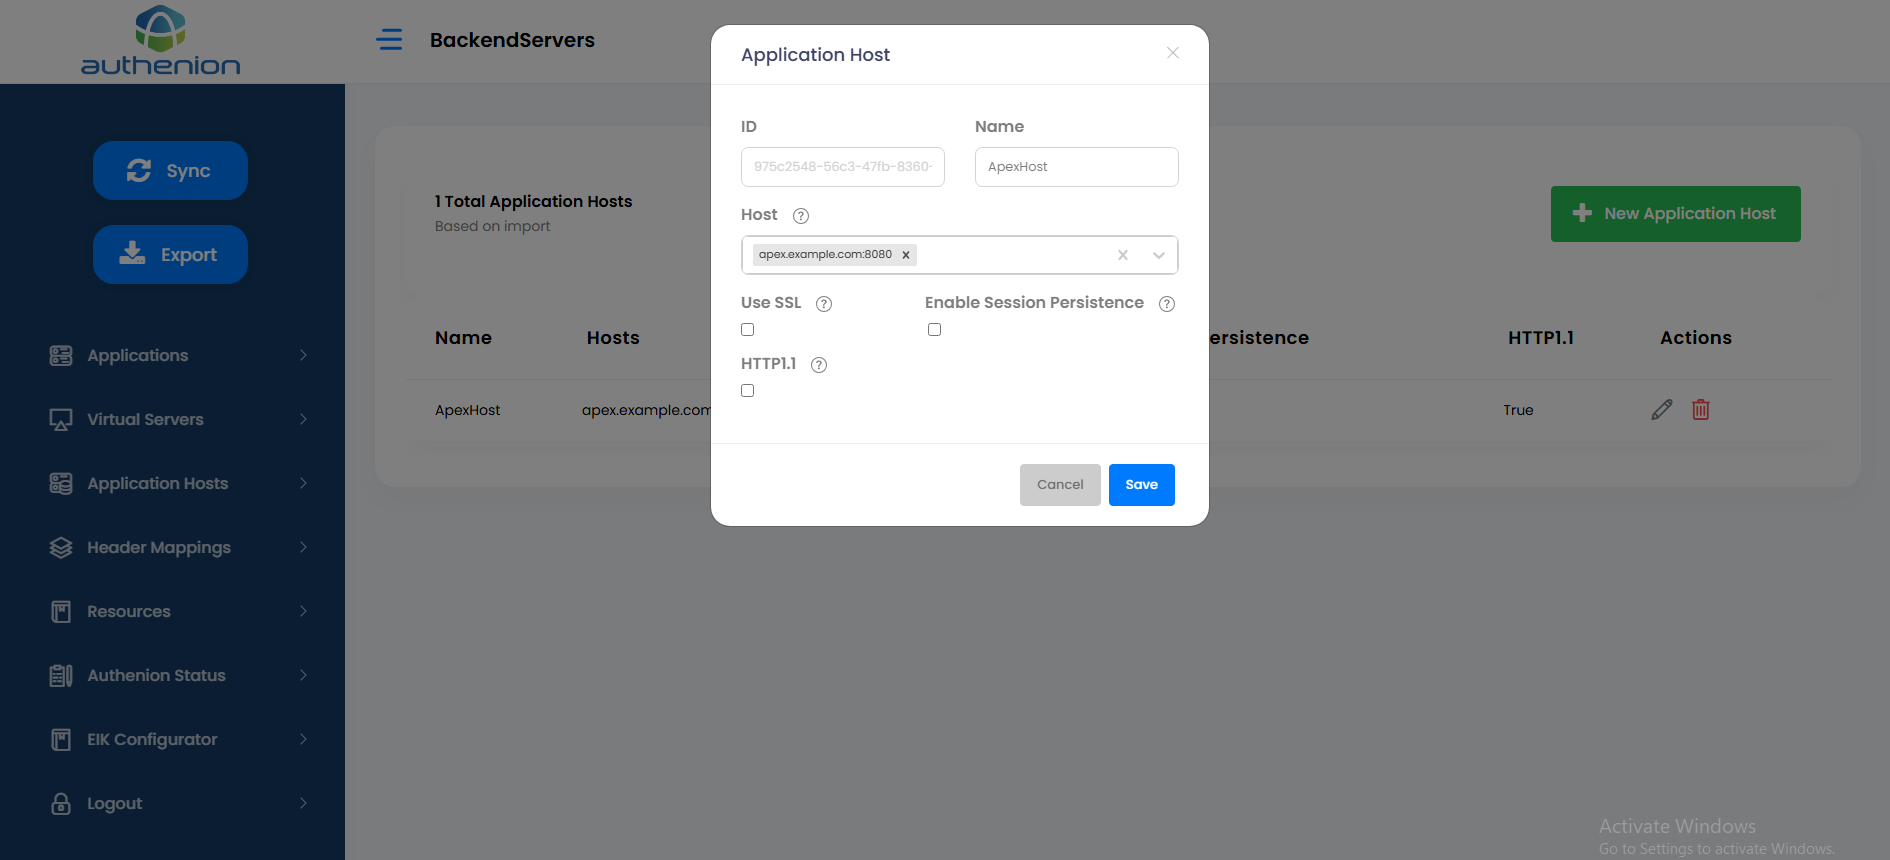 authenion
BackendServers
Sync
Export
Applications
Virtual Servers
Application Hosts
Header Mappings
Resources
Authenion Status
EIK Configurator
Logout
1 Total Application Hosts
Based on import
New Application Host
Name Hosts ersistence HTTP1.1 Actions
ApexHost apex.example.com True
Application Host
ID Name
975c2548-56c3-47fb-8360- ApexHost
Host ?
apex.example.com:8080
Use SSL ? Enable Session Persistence ?
HTTP1.1 ?
Cancel Save
Activate Windows
Go to Settings to activate Windows.